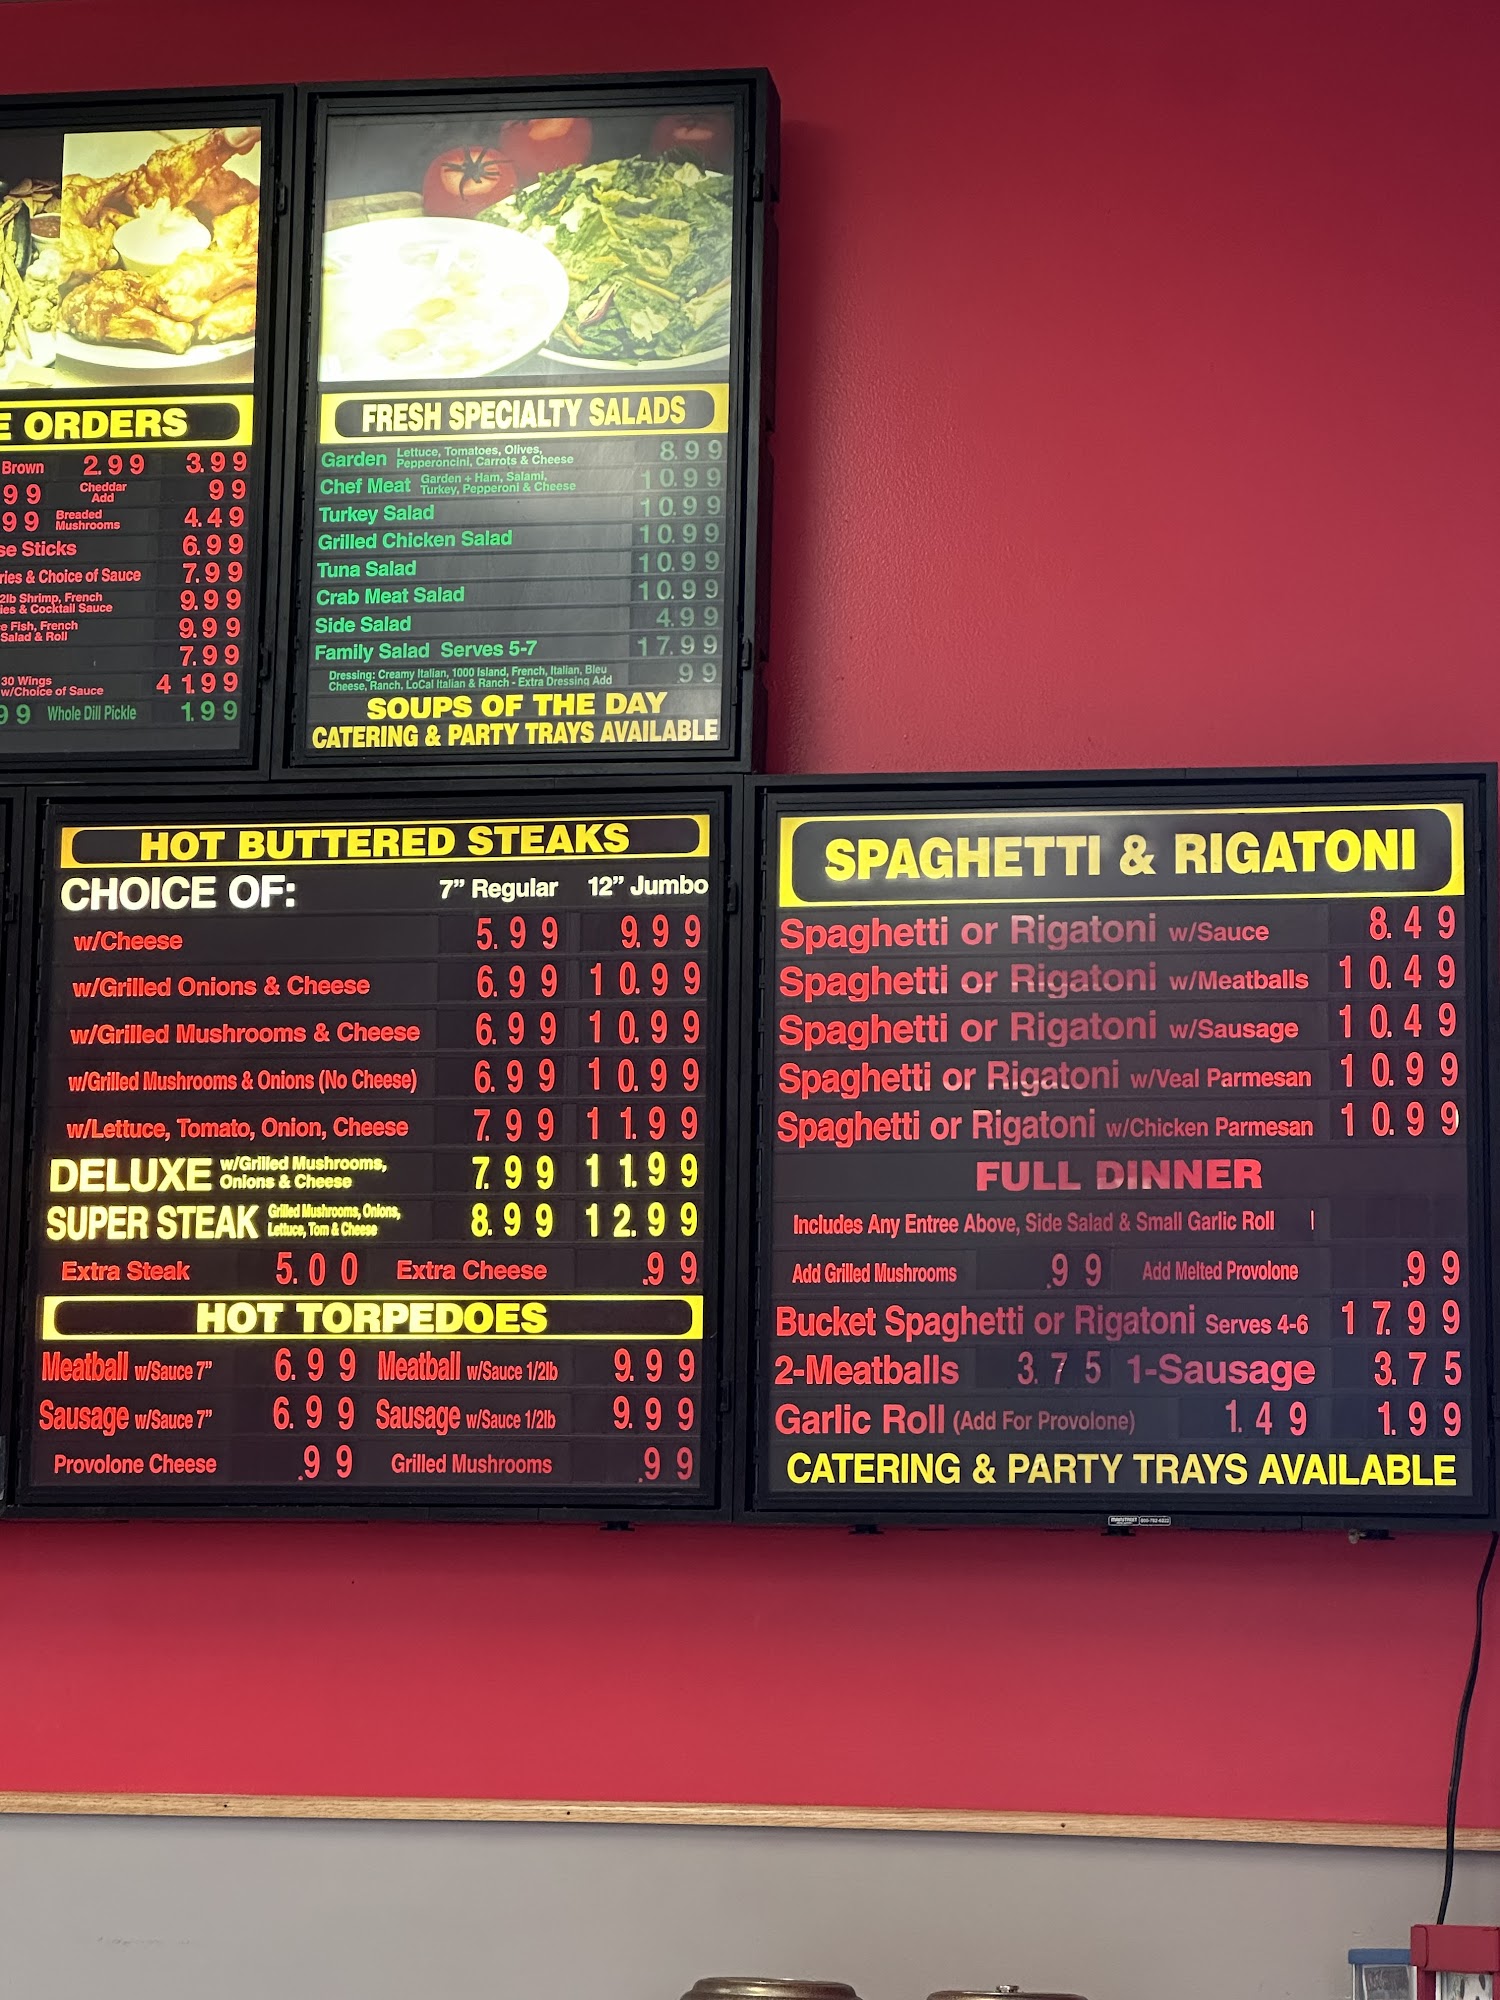 E ORDERS
Brown 2.99 3.99
99 Cheddar Add 99
99 Breaded Mushrooms 4.49
se Sticks 6.99
ries & Choice of Sauce 7.99
2lb Shrimp, French
ies & Cocktail Sauce 9.99
e Fish, French
Salad & Roll 9.99
7.99
30 Wings
w/Choice of Sauce 41.99
99 Whole Dill Pickle 1.99
FRESH SPECIALTY SALADS
Garden Lettuce, Tomatoes, Olives,
Pepperoncini, Carrots & Cheese 8.99
Chef Meat Garden + Ham, Salami,
Turkey, Pepperoni & Cheese 10.99
Turkey Salad 10.99
Grilled Chicken Salad 10.99
Tuna Salad 10.99
Crab Meat Salad 10.99
Side Salad 4.99
Family Salad Serves 5-7 17.99
Dressing: Creamy Italian, 1000 Island, French, Italian, Bleu
Cheese, Ranch, LoCal Italian & Ranch - Extra Dressing Add .99
SOUPS OF THE DAY
CATERING & PARTY TRAYS AVAILABLE
HOT BUTTERED STEAKS
CHOICE OF: 7" Regular 12" Jumbo
w/Cheese 5.99 9.99
w/Grilled Onions & Cheese 6.99 10.99
w/Grilled Mushrooms & Cheese 6.99 10.99
w/Grilled Mushrooms & Onions (No Cheese) 6.99 10.99
w/Lettuce, Tomato, Onion, Cheese 7.99 11.99
DELUXE w/Grilled Mushrooms,
Onions & Cheese 7.99 11.99
SUPER STEAK Grilled Mushrooms, Onions,
Lettuce, Tom & Cheese 8.99 12.99
Extra Steak 5.00 Extra Cheese .99
HOT TORPEDOES
Meatball w/Sauce 7" 6.99 Meatball w/Sauce 1/2lb 9.99
Sausage w/Sauce 7" 6.99 Sausage w/Sauce 1/2lb 9.99
Provolone Cheese .99 Grilled Mushrooms .99
SPAGHETTI & RIGATONI
Spaghetti or Rigatoni w/Sauce 8.49
Spaghetti or Rigatoni w/Meatballs 10.49
Spaghetti or Rigatoni w/Sausage 10.49
Spaghetti or Rigatoni w/Veal Parmesan 10.99
Spaghetti or Rigatoni w/Chicken Parmesan 10.99
FULL DINNER
Includes Any Entree Above, Side Salad & Small Garlic Roll
Add Grilled Mushrooms .99 Add Melted Provolone .99
Bucket Spaghetti or Rigatoni Serves 4-6 17.99
2-Meatballs 3.75 1-Sausage 3.75
Garlic Roll (Add For Provolone) 1.49 1.99
CATERING & PARTY TRAYS AVAILABLE